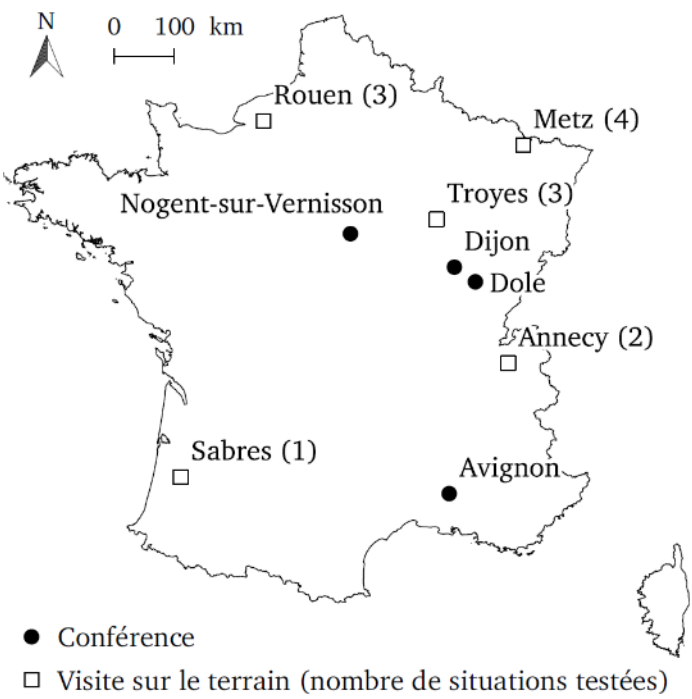 N
0 100 km
Rouen (3)
Metz (4)
Troyes (3)
Nogent-sur-Vernisson
Dijon
Dole
Annecy (2)
Sabres (1)
Avignon
Conférence
Visite sur le terrain (nombre de situations testées)